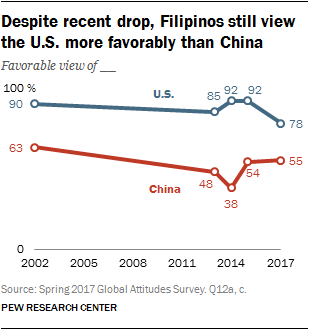 Despite recent drop, Filipinos still view
the U.S. more favorably than China
Favorable view of __
100 %
90
U.S.
85
92
92
78
63
China
48
38
54
55
0
2002 2005 2008 2011 2014 2017
Source: Spring 2017 Global Attitudes Survey. Q12a, c.
PEW RESEARCH CENTER